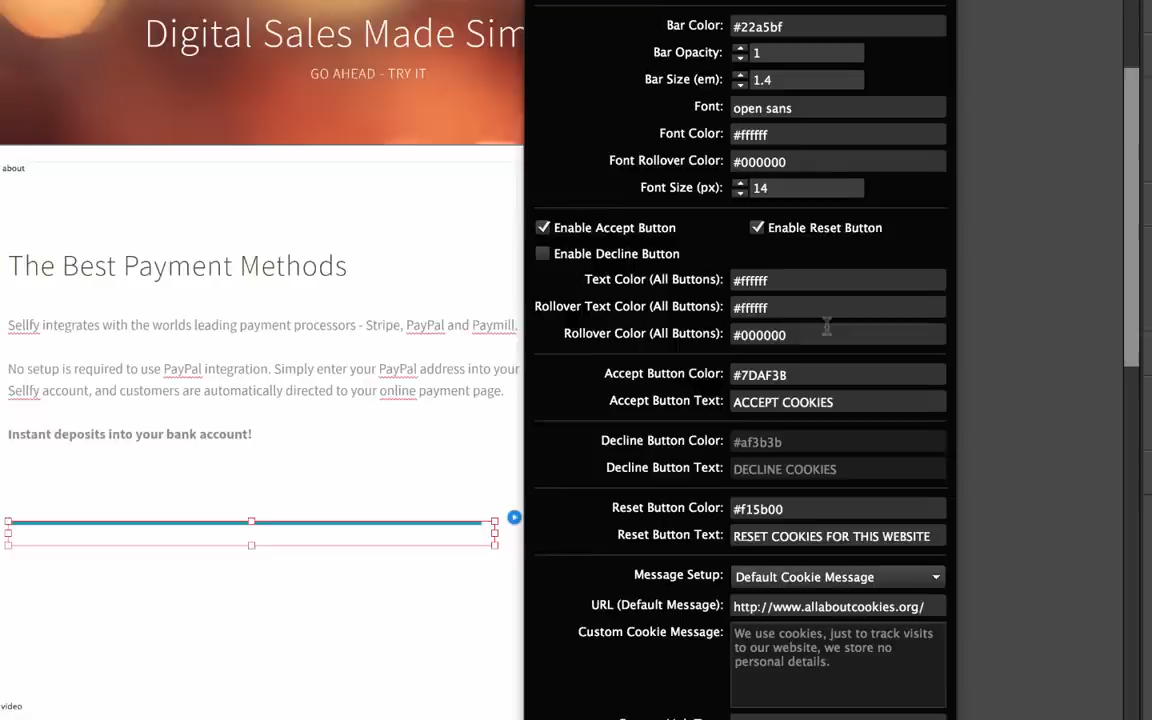 Digital Sales Made Sim
GO AHEAD - TRY IT
about
The Best Payment Methods
Sellfy integrates with the worlds leading payment processors - Stripe, PayPal and Paymill.
No setup is required to use PayPal integration. Simply enter your PayPal address into your
Sellfy account, and customers are automatically directed to your online payment page.
Instant deposits into your bank account!
video
Bar Color: #22a5bf
Bar Opacity: 1
Bar Size (em): 1.4
Font: open sans
Font Color: #ffffff
Font Rollover Color: #000000
Font Size (px): 14
Enable Accept Button Enable Reset Button
Enable Decline Button
Text Color (All Buttons): #ffffff
Rollover Text Color (All Buttons): #ffffff
Rollover Color (All Buttons): #000000
Accept Button Color: #7DAF3B
Accept Button Text: ACCEPT COOKIES
Decline Button Color: #af3b3b
Decline Button Text: DECLINE COOKIES
Reset Button Color: #f15b00
Reset Button Text: RESET COOKIES FOR THIS WEBSITE
Message Setup: Default Cookie Message
URL (Default Message): http://www.allaboutcookies.org/
Custom Cookie Message: We use cookies, just to track visits
to our website, we store no
personal details.